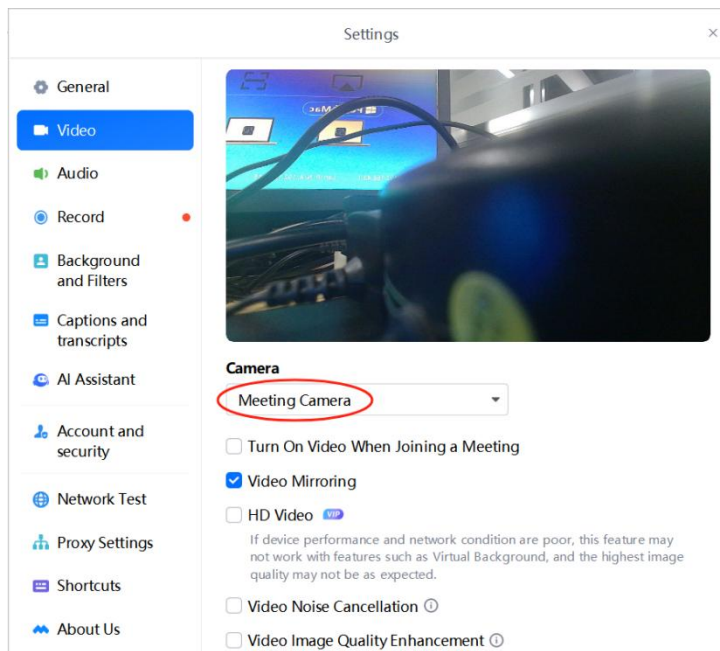 Settings
General
Video
Audio
Record
Background
and Filters
Captions and
transcripts
AI Assistant
Account and
security
Network Test
Proxy Settings
Shortcuts
About Us
Camera
Meeting Camera
Turn On Video When Joining a Meeting
Video Mirroring
HD Video VIP
If device performance and network condition are poor, this feature may
not work with features such as Virtual Background, and the highest image
quality may not be as expected.
Video Noise Cancellation
Video Image Quality Enhancement